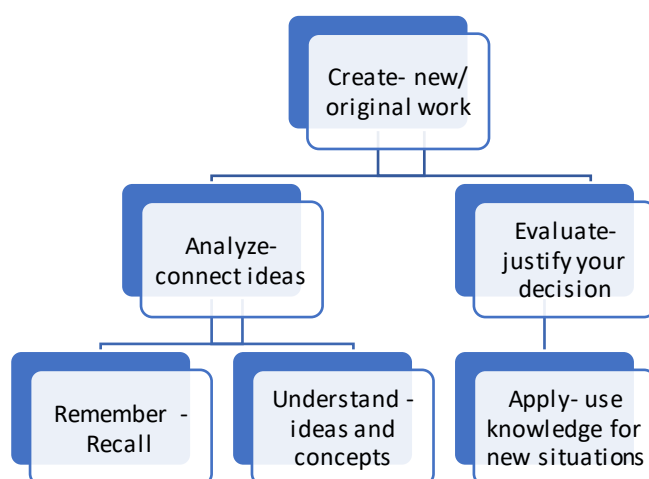 Create- new/
original work
Analyze-
connect ideas
Evaluate-
justify your
decision
Remember -
Recall
Understand -
ideas and
concepts
Apply- use
knowledge for
new situations